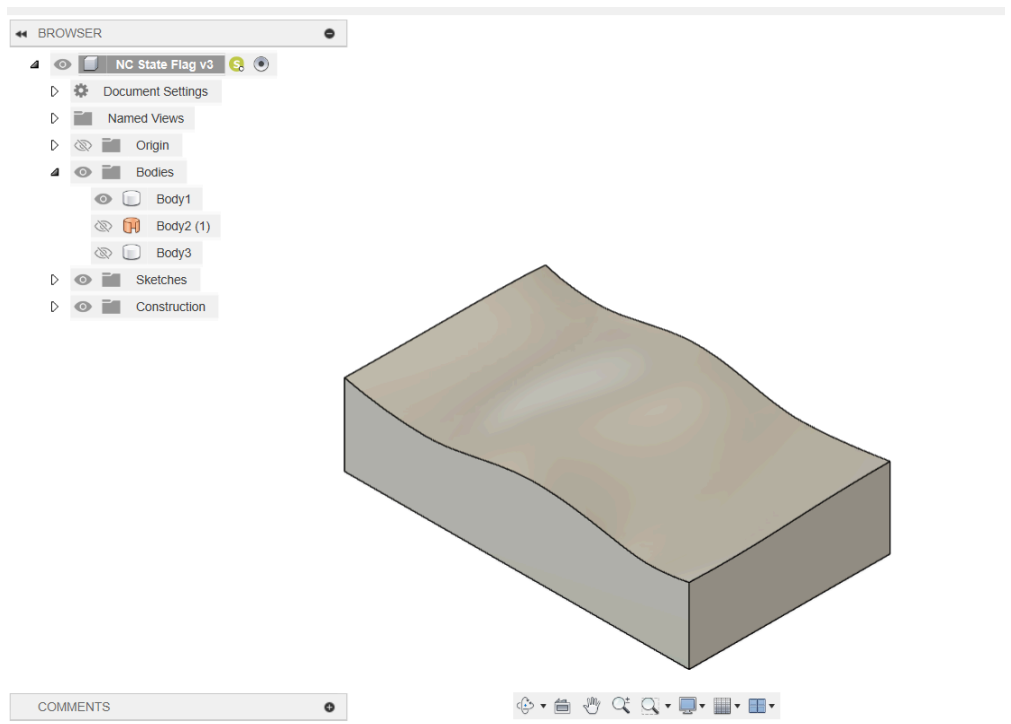 BROWSER
NC State Flag v3
Document Settings
Named Views
Origin
Bodies
Body1
Body2 (1)
Body3
Sketches
Construction
COMMENTS